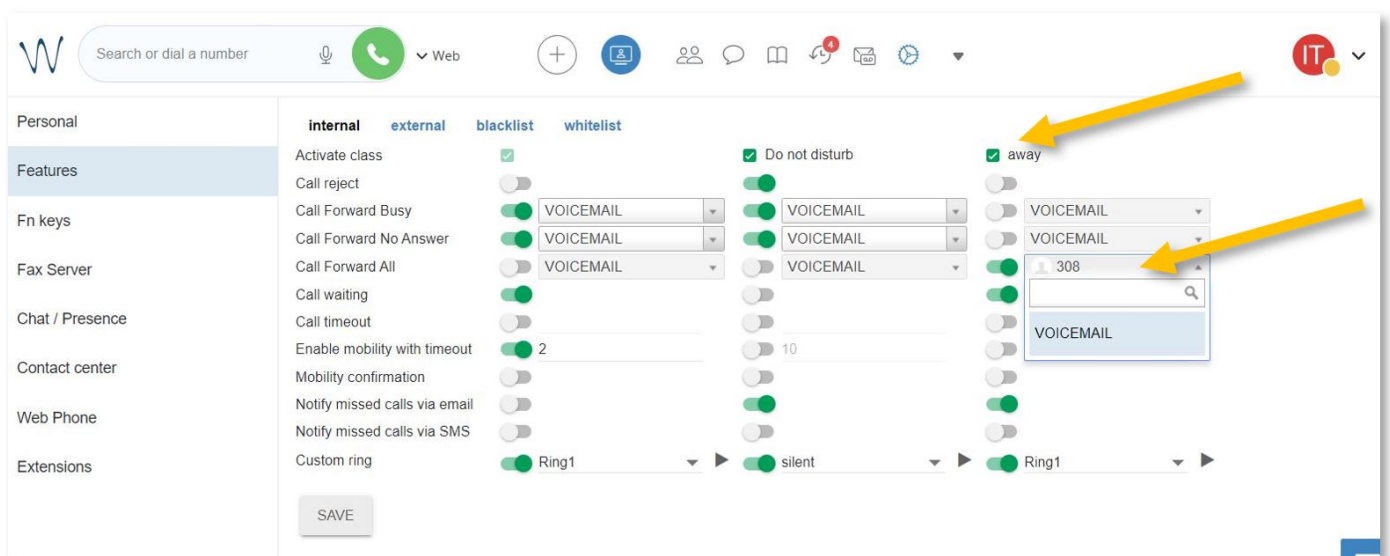 W Search or dial a number Web 4 IT
Personal
Features
Fn keys
Fax Server
Chat / Presence
Contact center
Web Phone
Extensions
internal external blacklist whitelist
Activate class Do not disturb away
Call reject
Call Forward Busy VOICEMAIL VOICEMAIL VOICEMAIL
Call Forward No Answer VOICEMAIL VOICEMAIL VOICEMAIL
Call Forward All VOICEMAIL VOICEMAIL 308
Call waiting
Call timeout VOICEMAIL
Enable mobility with timeout 2 10
Mobility confirmation
Notify missed calls via email
Notify missed calls via SMS
Custom ring Ring1 silent Ring1
SAVE